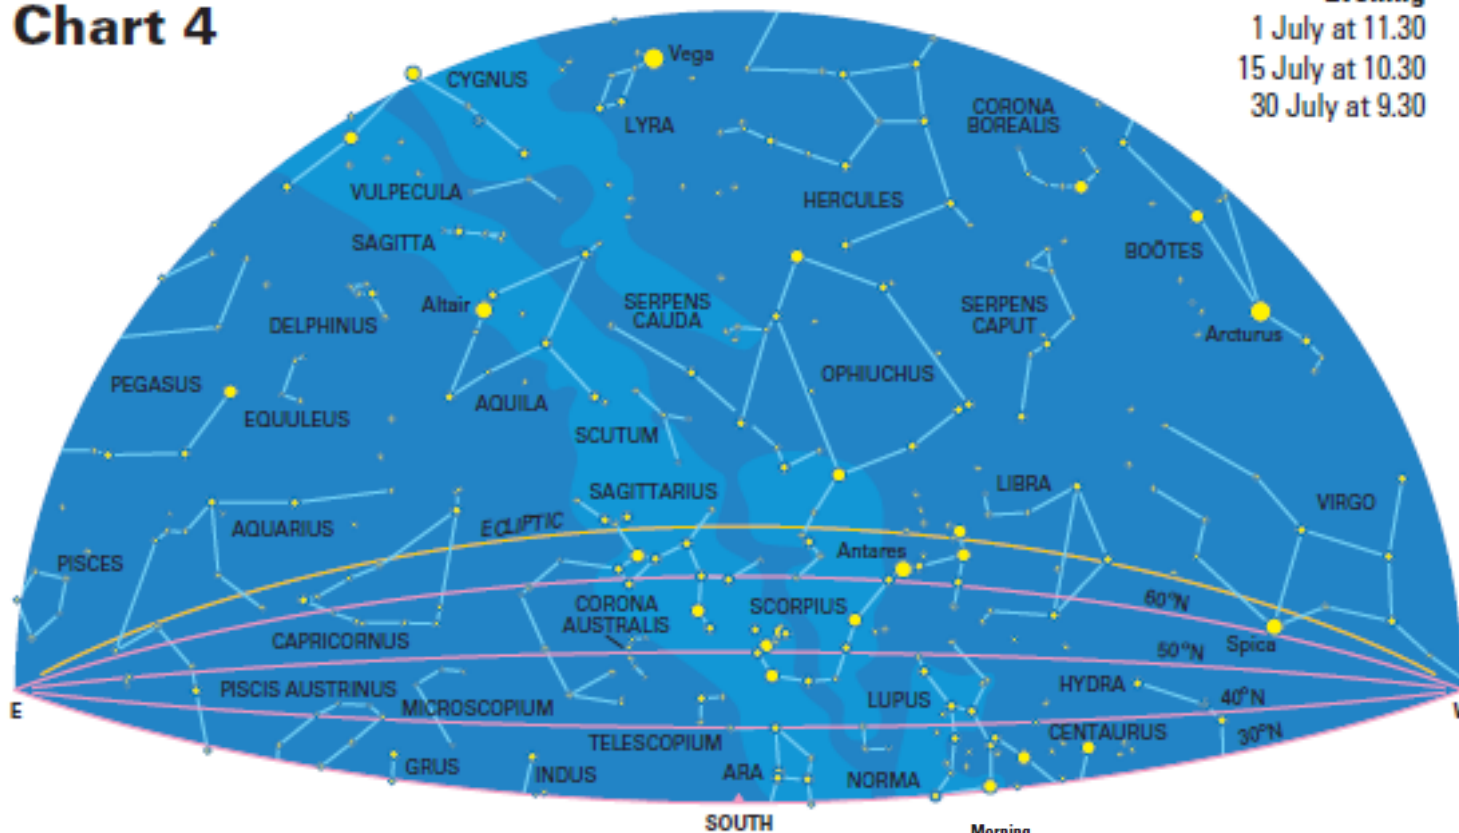 Chart 4
Evening
1 July at 11.30
15 July at 10.30
30 July at 9.30
Vega
CYGNUS
CORONA
BOREALIS
LYRA
VULPECULA
HERCULES
SAGITTA
BOÖTES
Altair
SERPENS
CAUDA
SERPENS
CAPUT
DELPHINUS
Arcturus
OPHIUCHUS
PEGASUS
AQUILA
EQUULEUS
SCUTUM
LIBRA
SAGITTARIUS
VIRGO
ECLIPTIC
AQUARIUS
Antares
PISCES
60°N
CORONA
AUSTRALIS
SCORPIUS
CAPRICORNUS
Spica
50°N
HYDRA
PISCIS AUSTRINUS
40°N
LUPUS
MICROSCOPIUM
E
W
CENTAURUS
30°N
TELESCOPIUM
GRUS
INDUS
ARA
NORMA
SOUTH
Morning